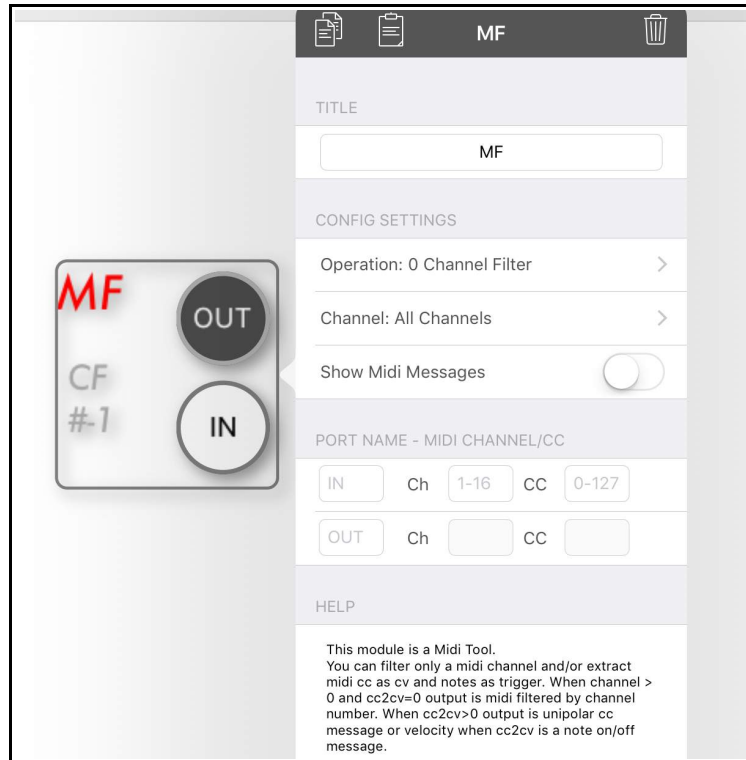 MF
TITLE
MF
CONFIG SETTINGS
Operation: 0 Channel Filter
Channel: All Channels
Show Midi Messages
MF
OUT
CF
#-1
IN
PORT NAME - MIDI CHANNEL/CC
IN Ch 1-16 CC 0-127
OUT Ch CC
HELP
This module is a Midi Tool.
You can filter only a midi channel and/or extract
midi cc as cv and notes as trigger. When channel >
0 and cc2cv=0 output is midi filtered by channel
number. When cc2cv>0 output is unipolar cc
message or velocity when cc2cv is a note on/off
message.